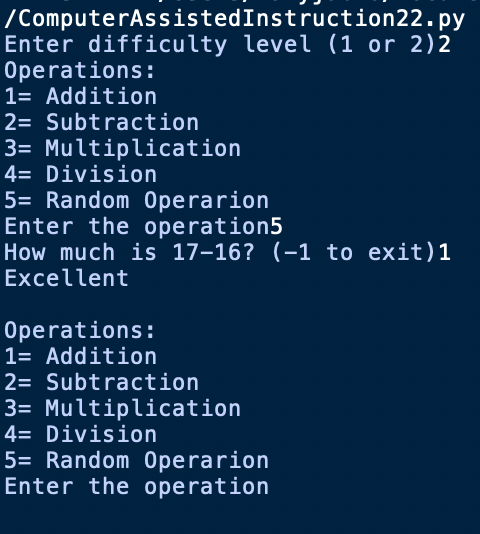 /ComputerAssistedInstruction22.py
Enter difficulty level (1 or 2)2
Operations:
1= Addition
2= Subtraction
3= Multiplication
4= Division
5= Random Operarion
Enter the operation5
How much is 17-16? (-1 to exit)1
Excellent
Operations:
1= Addition
2= Subtraction
3= Multiplication
4= Division
5= Random Operarion
Enter the operation